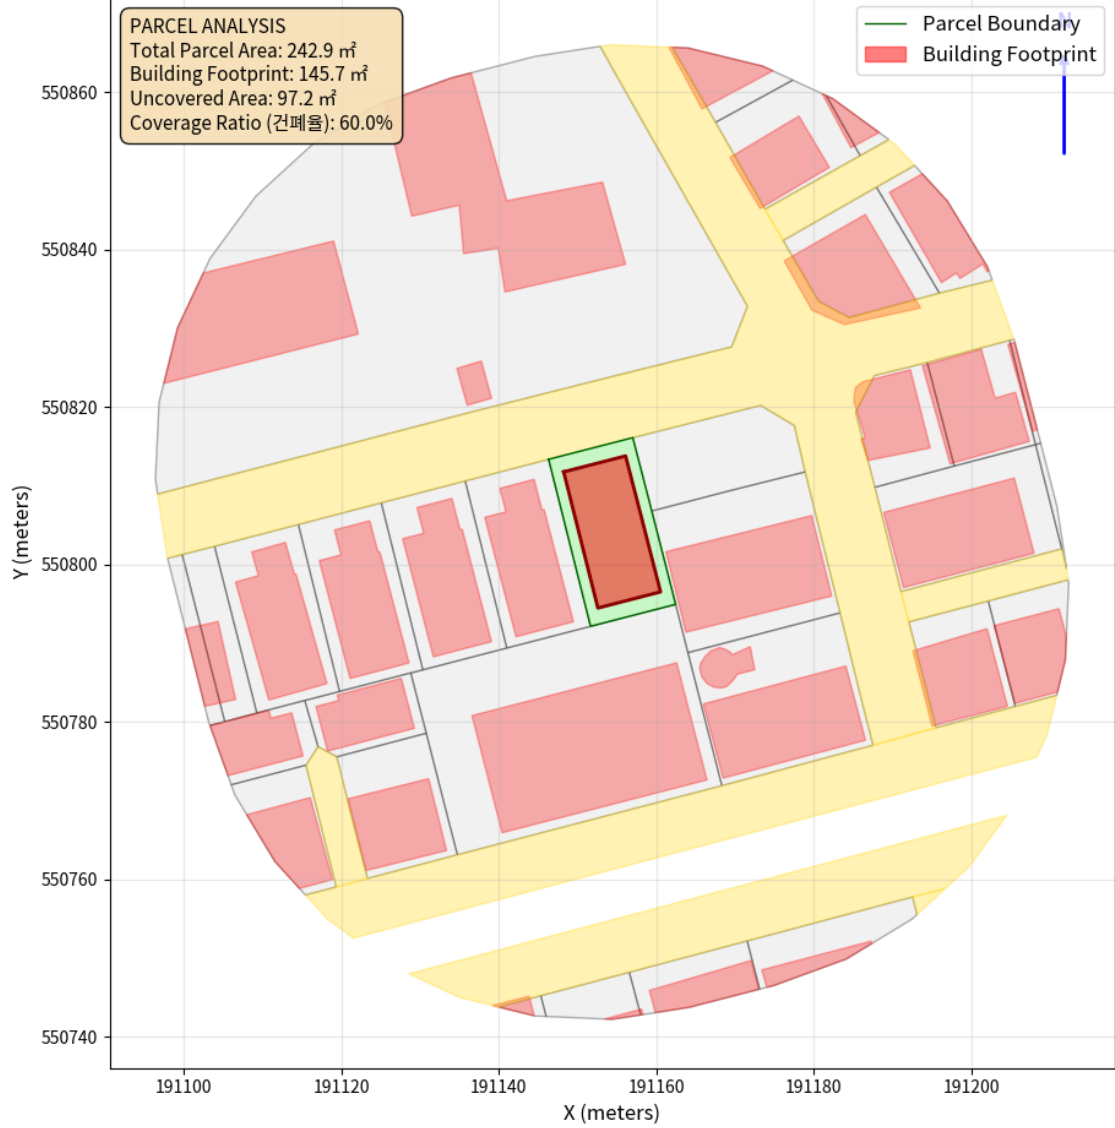 PARCEL ANALYSIS
Total Parcel Area: 242.9 ㎡
Building Footprint: 145.7 ㎡
Uncovered Area: 97.2 ㎡
Coverage Ratio (건폐율): 60.0%
Parcel Boundary
Building Footprint
N
550860
550840
550820
550800
550780
550760
550740
Y (meters)
191100
191120
191140
191160
191180
191200
X (meters)